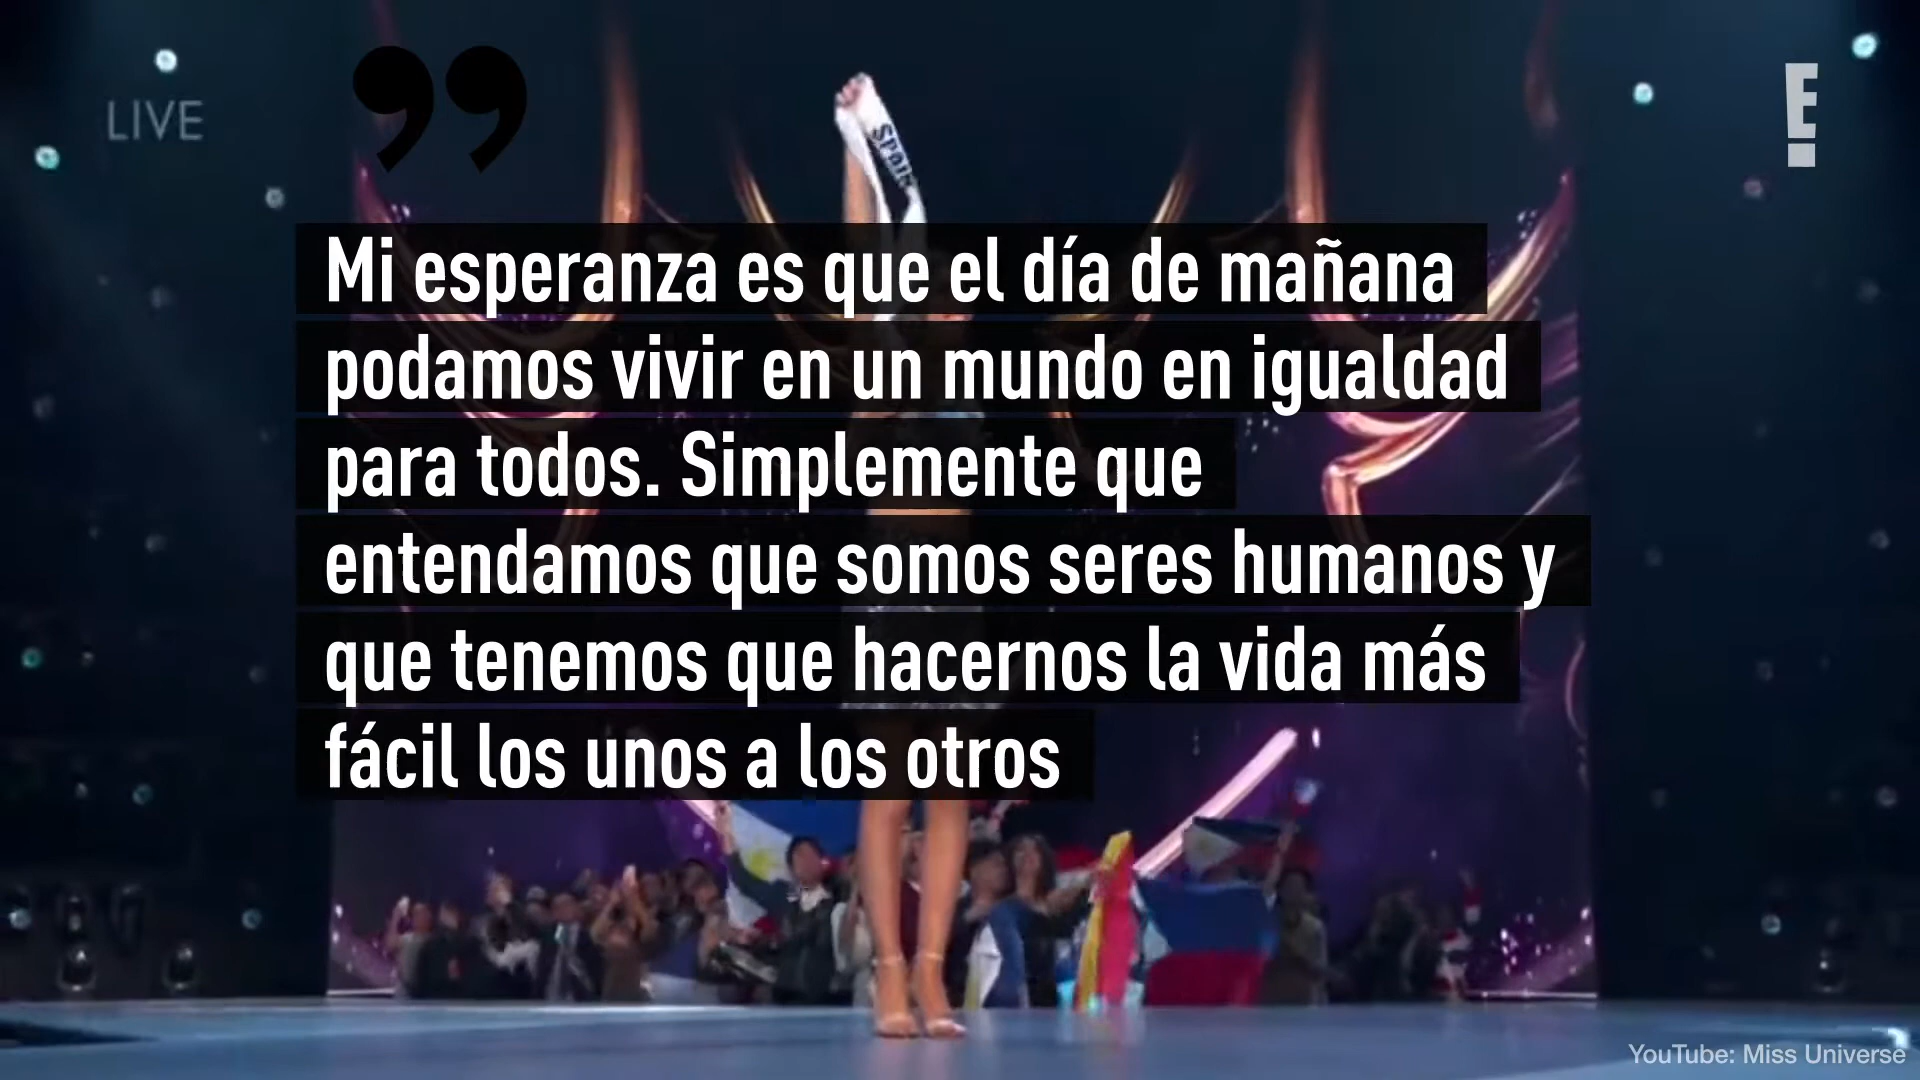 LIVE
E!
Mi esperanza es que el día de mañana
podamos vivir en un mundo en igualdad
para todos. Simplemente que
entendamos que somos seres humanos y
que tenemos que hacernos la vida más
fácil los unos a los otros
YouTube: Miss Universe